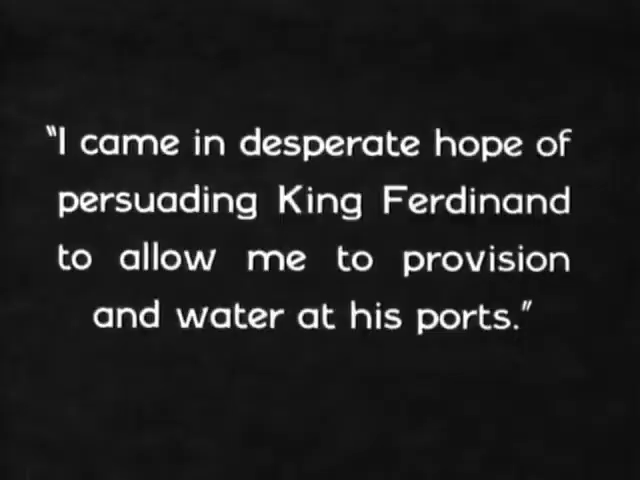 "I came in desperate hope of
persuading King Ferdinand
to allow me to provision
and water at his ports."